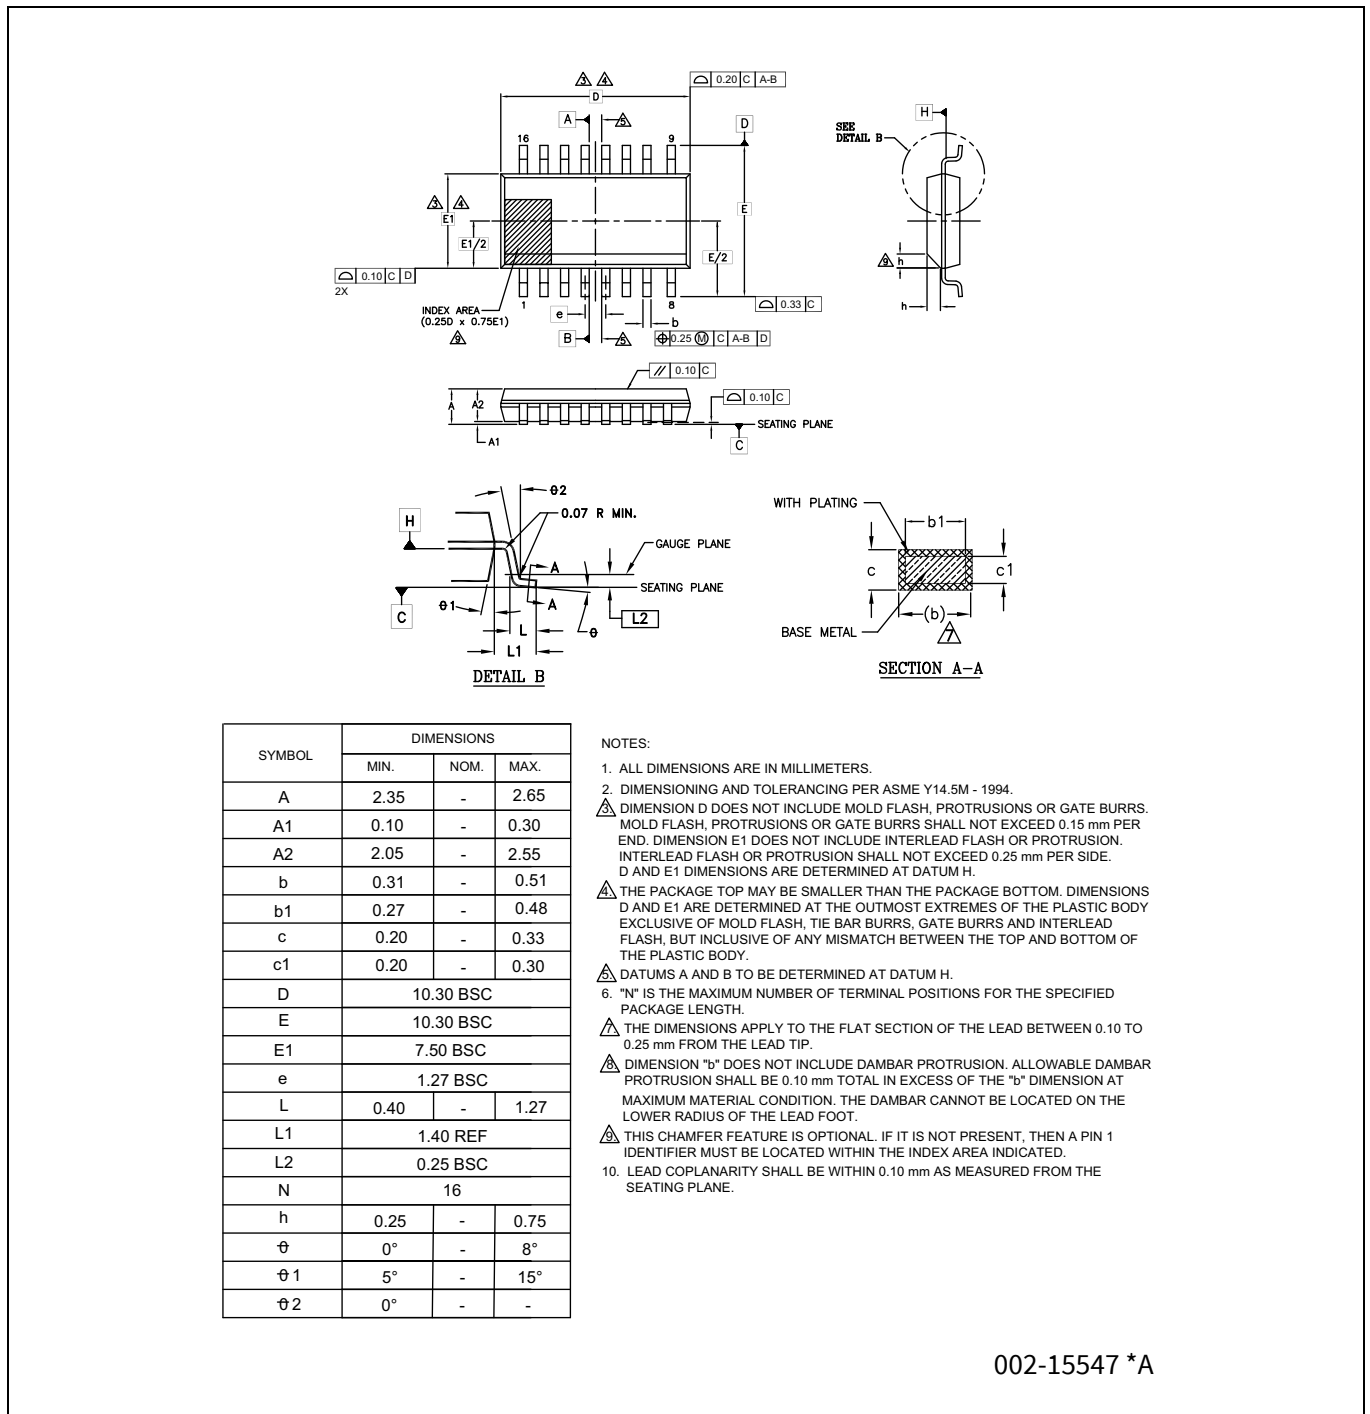 3 4
0.20 C A-B
D
A
5
D
16
9
H
SEE
DETAIL B
3 4
E1
E
E1/2
E/2
9
h
0.10 C D
2X
INDEX AREA
(0.25D x 0.75E1)
9
1
8
e
b
h
0.33 C
B
5
0.25 M C A-B D
// 0.10 C
A
A2
0.10 C
SEATING PLANE
A1
C
θ2
0.07 R MIN.
H
GAUGE PLANE
A
SEATING PLANE
C
θ1
A
L2
L
θ
L1
DETAIL B
WITH PLATING
b1
c
c1
(b)
BASE METAL
7
SECTION A-A
SYMBOL DIMENSIONS
MIN. NOM. MAX.
A 2.35 - 2.65
A1 0.10 - 0.30
A2 2.05 - 2.55
b 0.31 - 0.51
b1 0.27 - 0.48
c 0.20 - 0.33
c1 0.20 - 0.30
D 10.30 BSC
E 10.30 BSC
E1 7.50 BSC
e 1.27 BSC
L 0.40 - 1.27
L1 1.40 REF
L2 0.25 BSC
N 16
h 0.25 - 0.75
θ 0° - 8°
θ1 5° - 15°
θ2 0° - -
NOTES:
1. ALL DIMENSIONS ARE IN MILLIMETERS.
2. DIMENSIONING AND TOLERANCING PER ASME Y14.5M - 1994.
3. DIMENSION D DOES NOT INCLUDE MOLD FLASH, PROTRUSIONS OR GATE BURRS.
MOLD FLASH, PROTRUSIONS OR GATE BURRS SHALL NOT EXCEED 0.15 mm PER
END. DIMENSION E1 DOES NOT INCLUDE INTERLEAD FLASH OR PROTRUSION.
INTERLEAD FLASH OR PROTRUSION SHALL NOT EXCEED 0.25 mm PER SIDE.
D AND E1 DIMENSIONS ARE DETERMINED AT DATUM H.
4. THE PACKAGE TOP MAY BE SMALLER THAN THE PACKAGE BOTTOM. DIMENSIONS
D AND E1 ARE DETERMINED AT THE OUTMOST EXTREMES OF THE PLASTIC BODY
EXCLUSIVE OF MOLD FLASH, TIE BAR BURRS, GATE BURRS AND INTERLEAD
FLASH, BUT INCLUSIVE OF ANY MISMATCH BETWEEN THE TOP AND BOTTOM OF
THE PLASTIC BODY.
5. DATUMS A AND B TO BE DETERMINED AT DATUM H.
6. "N" IS THE MAXIMUM NUMBER OF TERMINAL POSITIONS FOR THE SPECIFIED
PACKAGE LENGTH.
7. THE DIMENSIONS APPLY TO THE FLAT SECTION OF THE LEAD BETWEEN 0.10 TO
0.25 mm FROM THE LEAD TIP.
8. DIMENSION "b" DOES NOT INCLUDE DAMBAR PROTRUSION. ALLOWABLE DAMBAR
PROTRUSION SHALL BE 0.10 mm TOTAL IN EXCESS OF THE "b" DIMENSION AT
MAXIMUM MATERIAL CONDITION. THE DAMBAR CANNOT BE LOCATED ON THE
LOWER RADIUS OF THE LEAD FOOT.
9. THIS CHAMFER FEATURE IS OPTIONAL. IF IT IS NOT PRESENT, THEN A PIN 1
IDENTIFIER MUST BE LOCATED WITHIN THE INDEX AREA INDICATED.
10. LEAD COPLANARITY SHALL BE WITHIN 0.10 mm AS MEASURED FROM THE
SEATING PLANE.
002-15547 *A